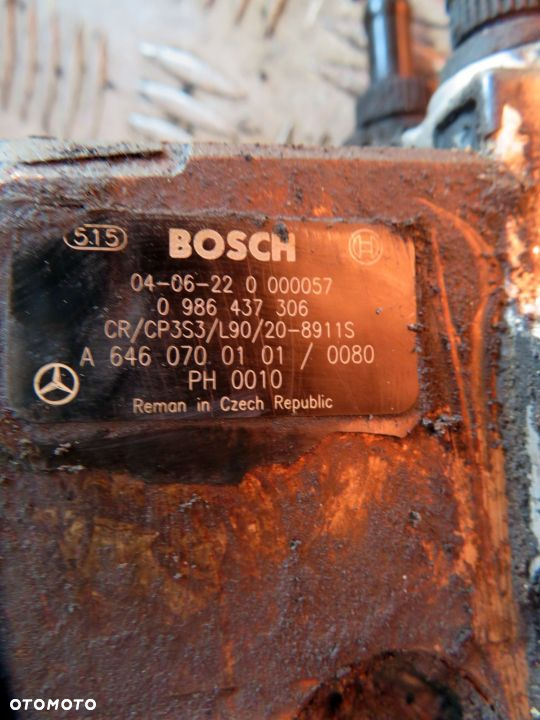 515 BOSCH
04-06-22 0 000057
0 986 437 306
CR/CP3S3/L90/20-8911S
A 646 070 01 01 / 0080
PH 0010
Reman in Czech Republic
OTOMOTO